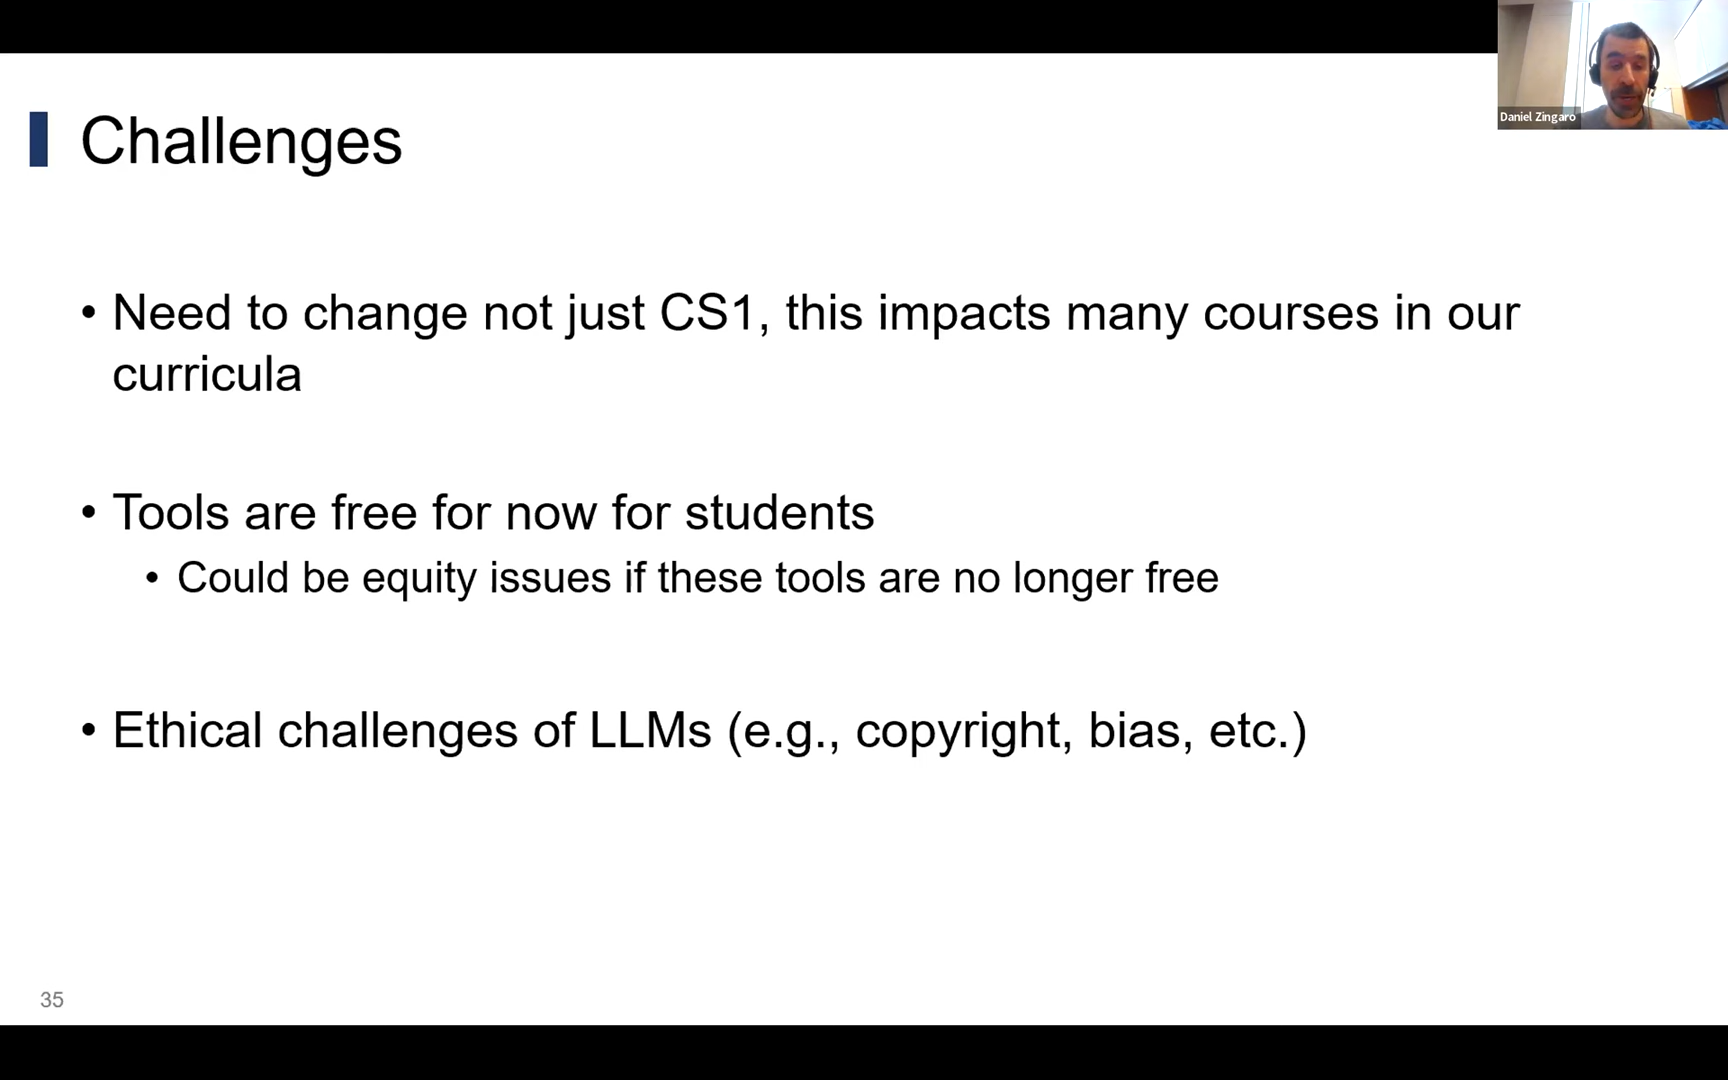 Daniel Zingaro
Challenges
• Need to change not just CS1, this impacts many courses in our
curricula
• Tools are free for now for students
• Could be equity issues if these tools are no longer free
• Ethical challenges of LLMs (e.g., copyright, bias, etc.)
35